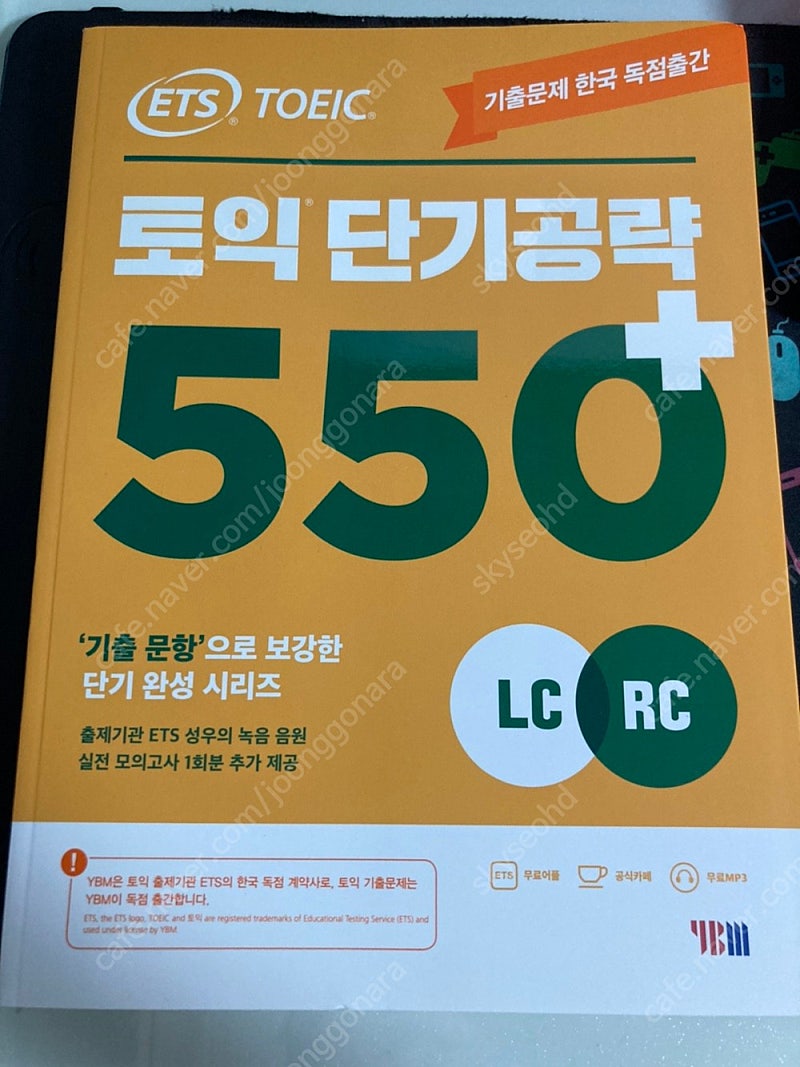 ETS® TOEIC®
기출문제 한국 독점출간
토익® 단기공략
550+
'기출 문항'으로 보강한
단기 완성 시리즈
출제기관 ETS 성우의 녹음 음원
실전 모의고사 1회분 추가 제공
LC RC
!
YBM은 토익 출제기관 ETS의 한국 독점 계약사로, 토익 기출문제는
YBM이 독점 출간합니다.
ETS, the ETS logo, TOEIC and 토익 are registered trademarks of Educational Testing Service (ETS) and
used under license by YBM.
ETS 무료어플 공식카페 무료MP3
YBM
cafe.naver.com/joonggonara
skyseohd